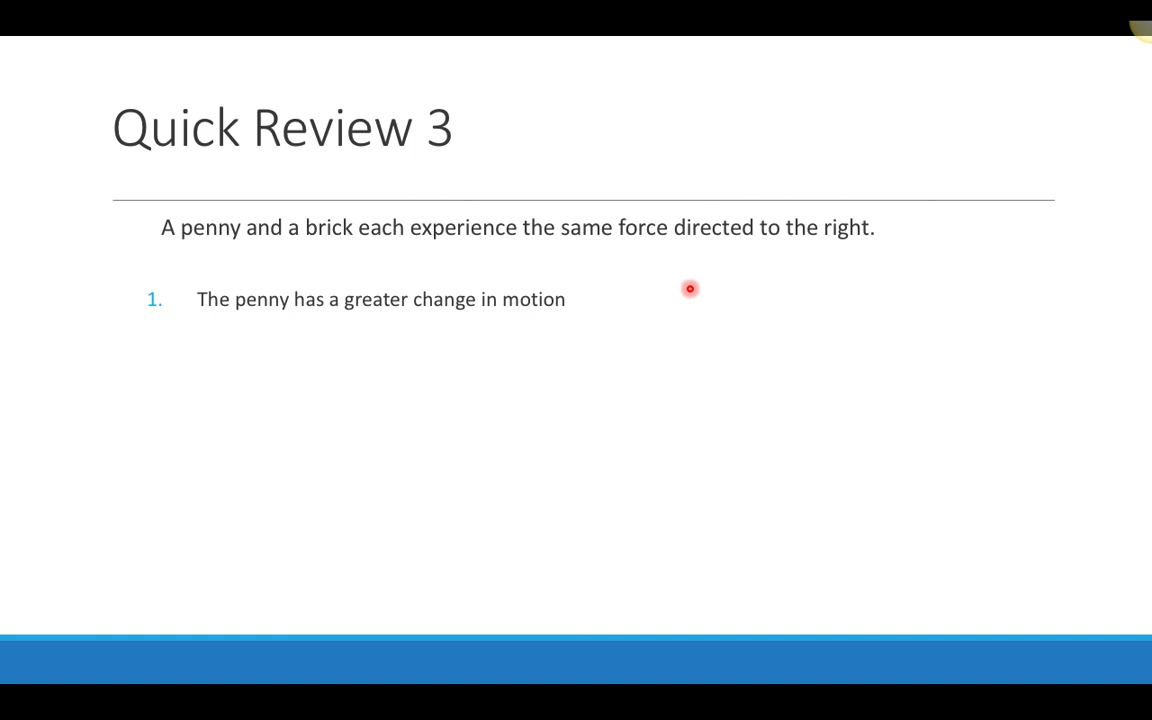 Quick Review 3
A penny and a brick each experience the same force directed to the right.
1. The penny has a greater change in motion